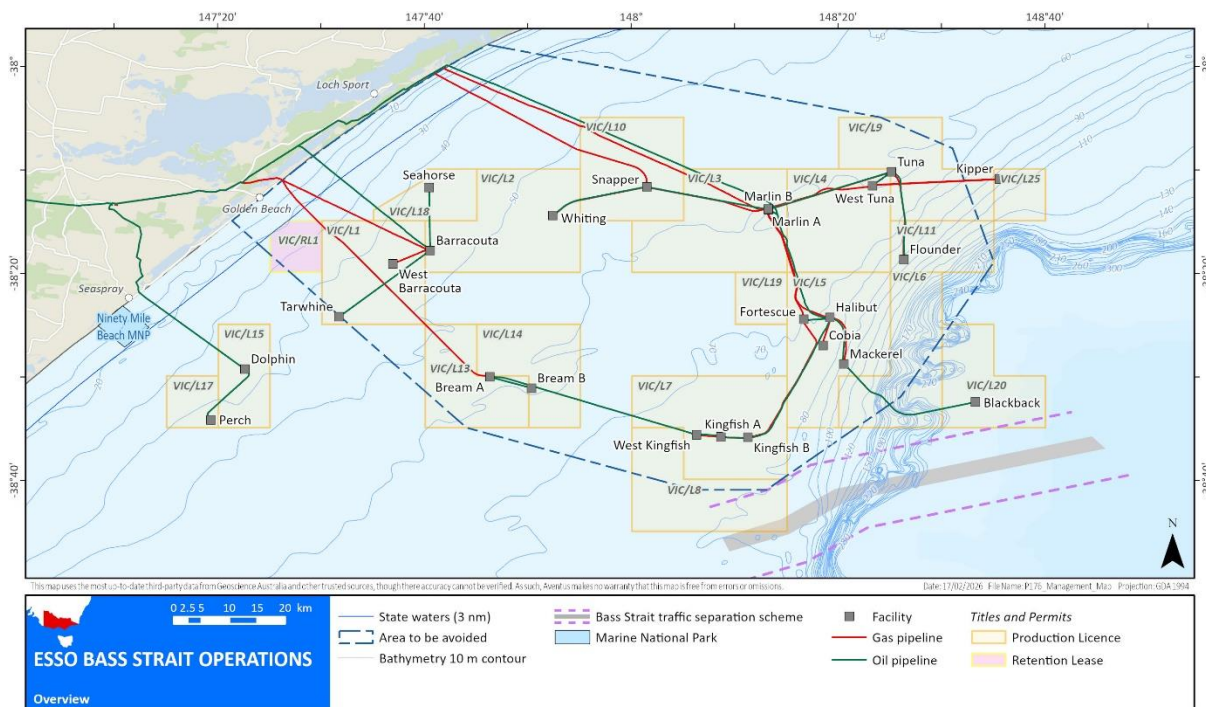 147°20'
147°40'
148°
148°20'
148°40'
38°
38°
38°20'
38°20'
38°40'
38°40'
Loch Sport
Golden Beach
Seaspray
Ninety Mile
Beach MNP
VIC/L10
VIC/L9
VIC/L2
VIC/L3
VIC/L4
VIC/L25
VIC/L18
VIC/L1
VIC/RL1
VIC/L11
VIC/L6
VIC/L19
VIC/L5
VIC/L15
VIC/L17
VIC/L14
VIC/L13
VIC/L7
VIC/L20
VIC/L8
Seahorse
Snapper
Whiting
Marlin B
Marlin A
Tuna
West Tuna
Kipper
Flounder
Barracouta
West
Barracouta
Tarwhine
Fortescue
Halibut
Cobia
Mackerel
Blackback
Dolphin
Perch
Bream A
Bream B
West Kingfish
Kingfish A
Kingfish B
N
This map uses the most up-to-date third-party data from Geoscience Australia and other trusted sources, though there accuracy cannot be verified. As such, Aventus makes no warranty that this map is free from errors or omissions.
Date: 17/02/2026 File Name: P176_Management_Map Projection: GDA 1994
0 2.5 5 10 15 20 km
ESSO BASS STRAIT OPERATIONS
Overview
State waters (3 nm)
Area to be avoided
Bathymetry 10 m contour
Bass Strait traffic separation scheme
Marine National Park
Facility
Gas pipeline
Oil pipeline
Titles and Permits
Production Licence
Retention Lease